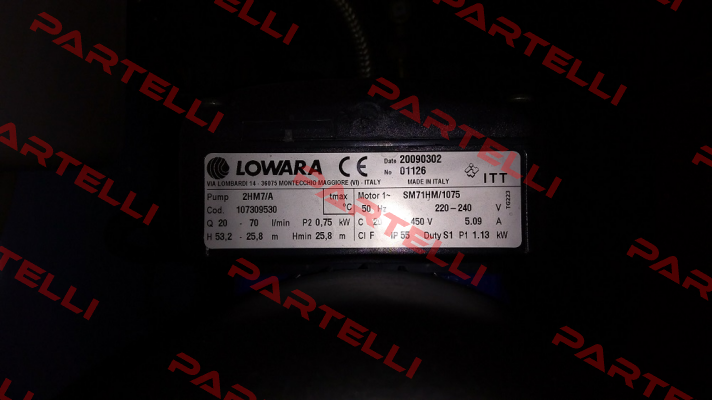 LOWARA CE Date 20090302
No 01126
VIA LOMBARDI 14 - 36075 MONTECCHIO MAGGIORE (VI) - ITALY MADE IN ITALY ITT
Pump 2HM7/A tmax Motor 1~ SM71HM/1075
Cod. 107309530 °C 50 Hz 220-240 V
Q 20 - 70 l/min P2 0,75 kW C 20 450 V 5.09 A
H 53,2 - 25,8 m Hmin 25,8 m Cl F IP 55 Duty S1 P1 1.13 kW
PARTELLI
PARTELLI
PARTELLI
PARTELLI
PARTELLI
PARTELLI
PARTELLI